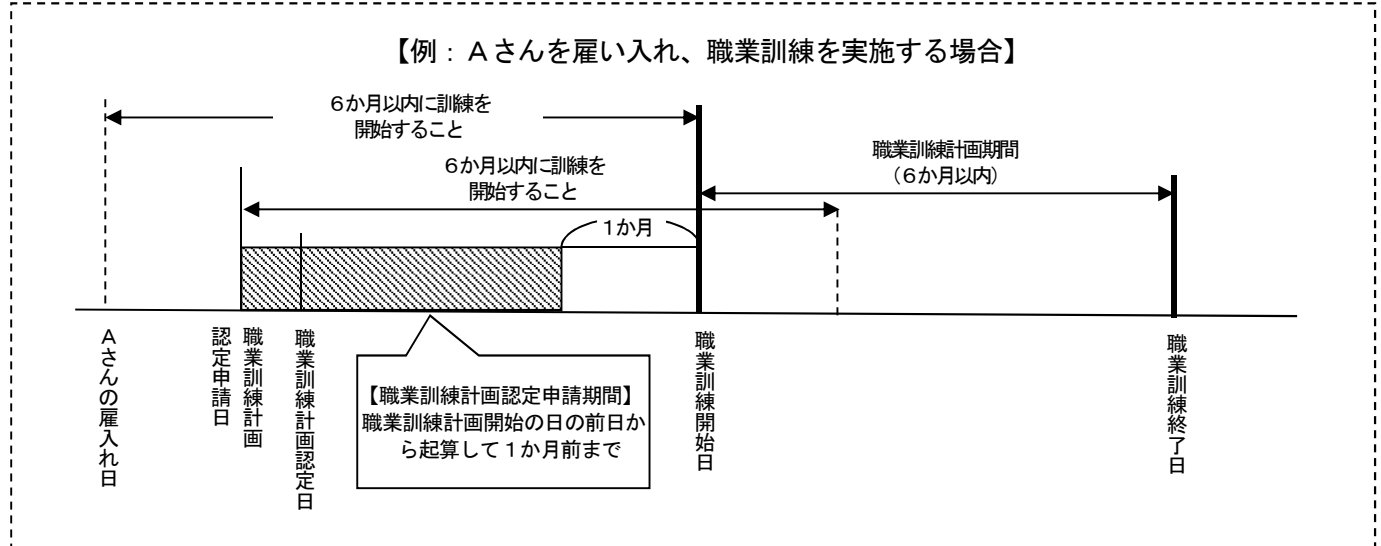 【例：Ａさんを雇い入れ、職業訓練を実施する場合】
６か月以内に訓練を
開始すること
６か月以内に訓練を
開始すること
職業訓練計画期間
（６か月以内）
１か月
Ａさんの雇入れ日
職業訓練計画
認定申請日
職業訓練計画認定日
【職業訓練計画認定申請期間】
職業訓練計画開始の日の前日か
ら起算して１か月前まで
職業訓練開始日
職業訓練終了日